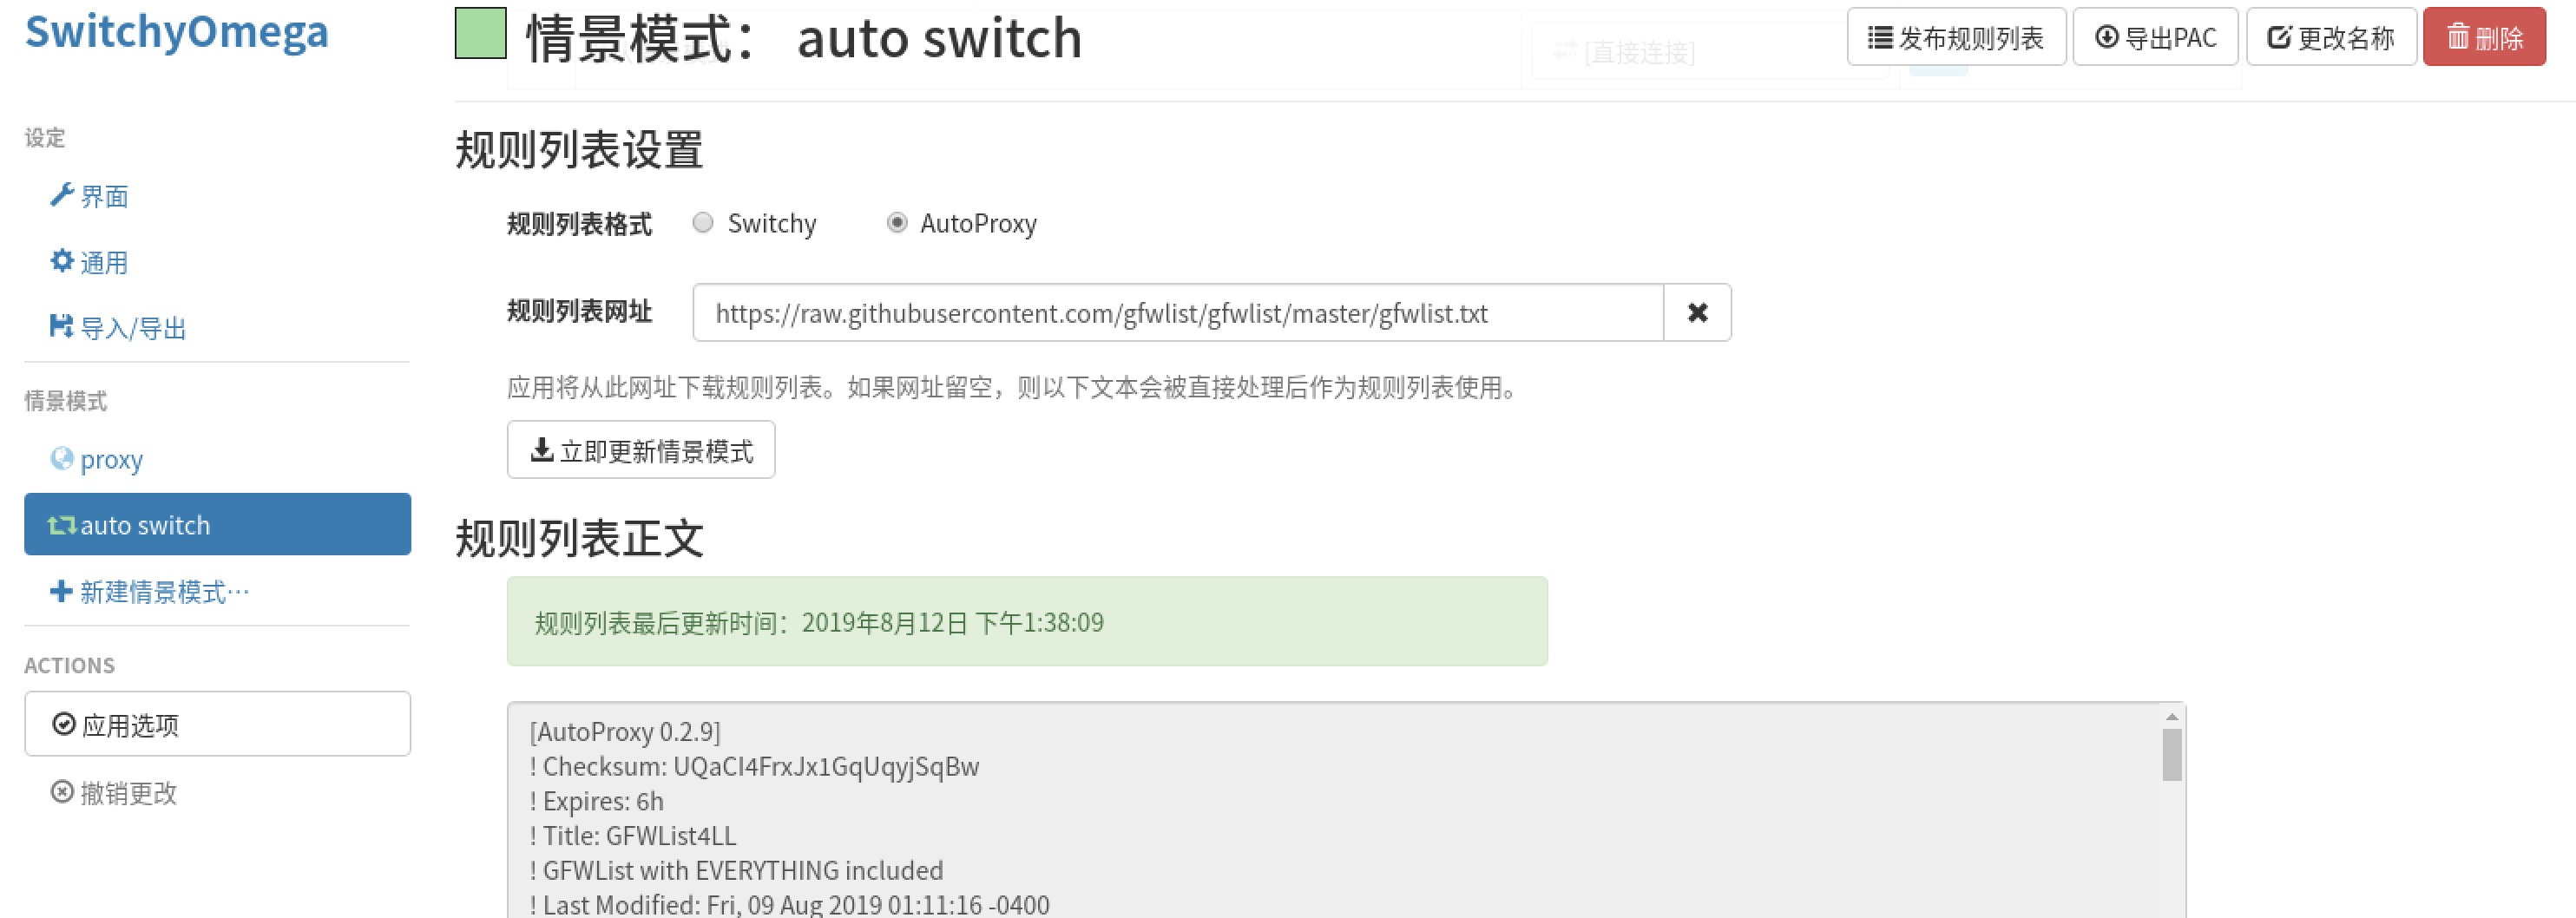 SwitchyOmega
设定
界面
通用
导入/导出
情景模式
proxy
auto switch
新建情景模式…
ACTIONS
应用选项
撤销更改
情景模式： auto switch
[直接连接]
发布规则列表
导出PAC
更改名称
删除
规则列表设置
规则列表格式 Switchy AutoProxy
规则列表网址 https://raw.githubusercontent.com/gfwlist/gfwlist/master/gfwlist.txt
应用将从此网址下载规则列表。如果网址留空，则以下文本会被直接处理后作为规则列表使用。
立即更新情景模式
规则列表正文
规则列表最后更新时间：2019年8月12日 下午1:38:09
[AutoProxy 0.2.9]
! Checksum: UQaCI4FrxJx1GqUqyjSqBw
! Expires: 6h
! Title: GFWList4LL
! GFWList with EVERYTHING included
! Last Modified: Fri, 09 Aug 2019 01:11:16 -0400